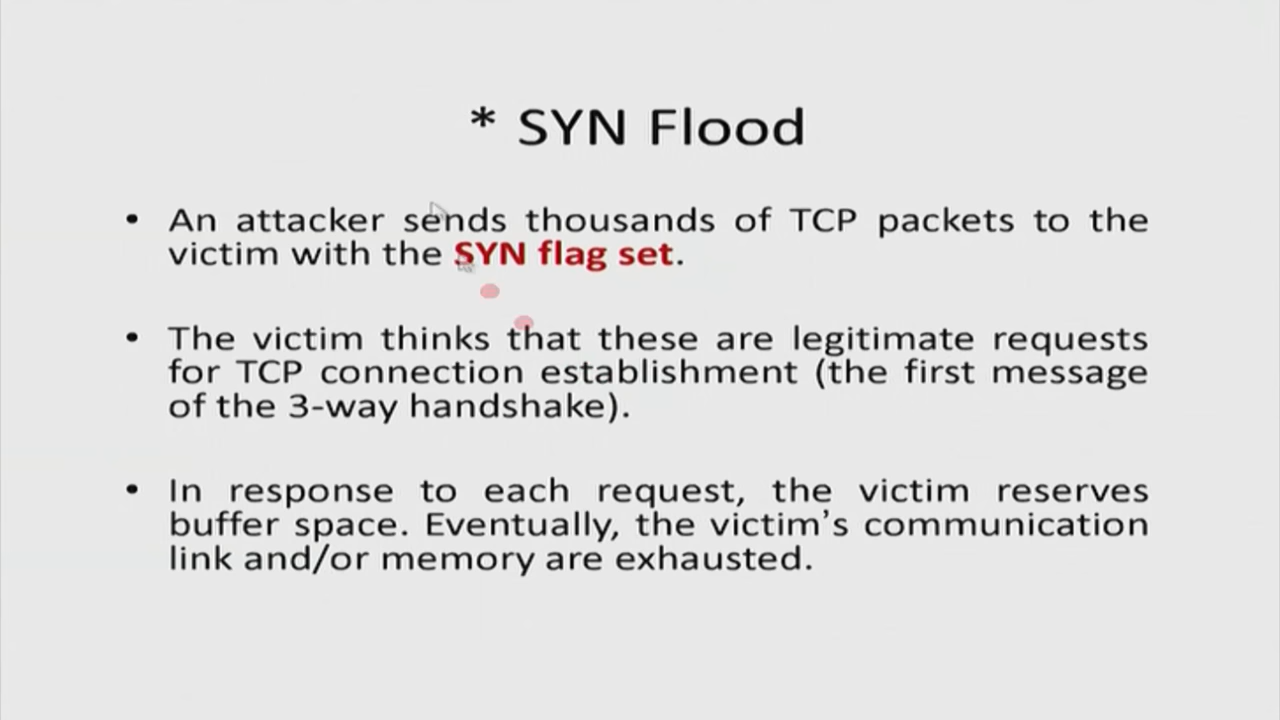 * SYN Flood
• An attacker sends thousands of TCP packets to the
victim with the SYN flag set.
• The victim thinks that these are legitimate requests
for TCP connection establishment (the first message
of the 3-way handshake).
• In response to each request, the victim reserves
buffer space. Eventually, the victim’s communication
link and/or memory are exhausted.